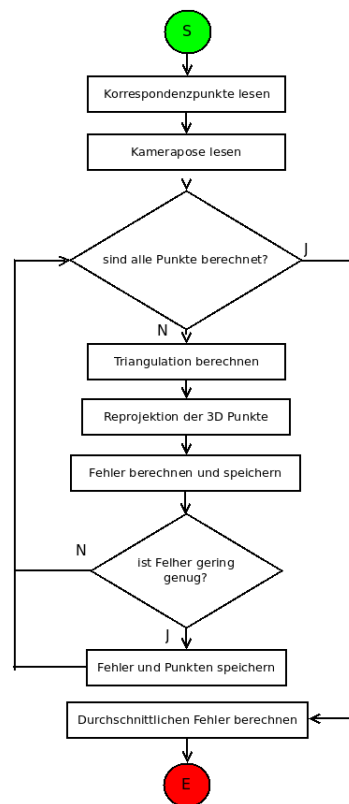 S
Korrespondenzpunkte lesen
Kamerapose lesen
sind alle Punkte berechnet?
J
N
Triangulation berechnen
Reprojektion der 3D Punkte
Fehler berechnen und speichern
N
ist Felher gering
genug?
J
Fehler und Punkten speichern
Durchschnittlichen Fehler berechnen
E